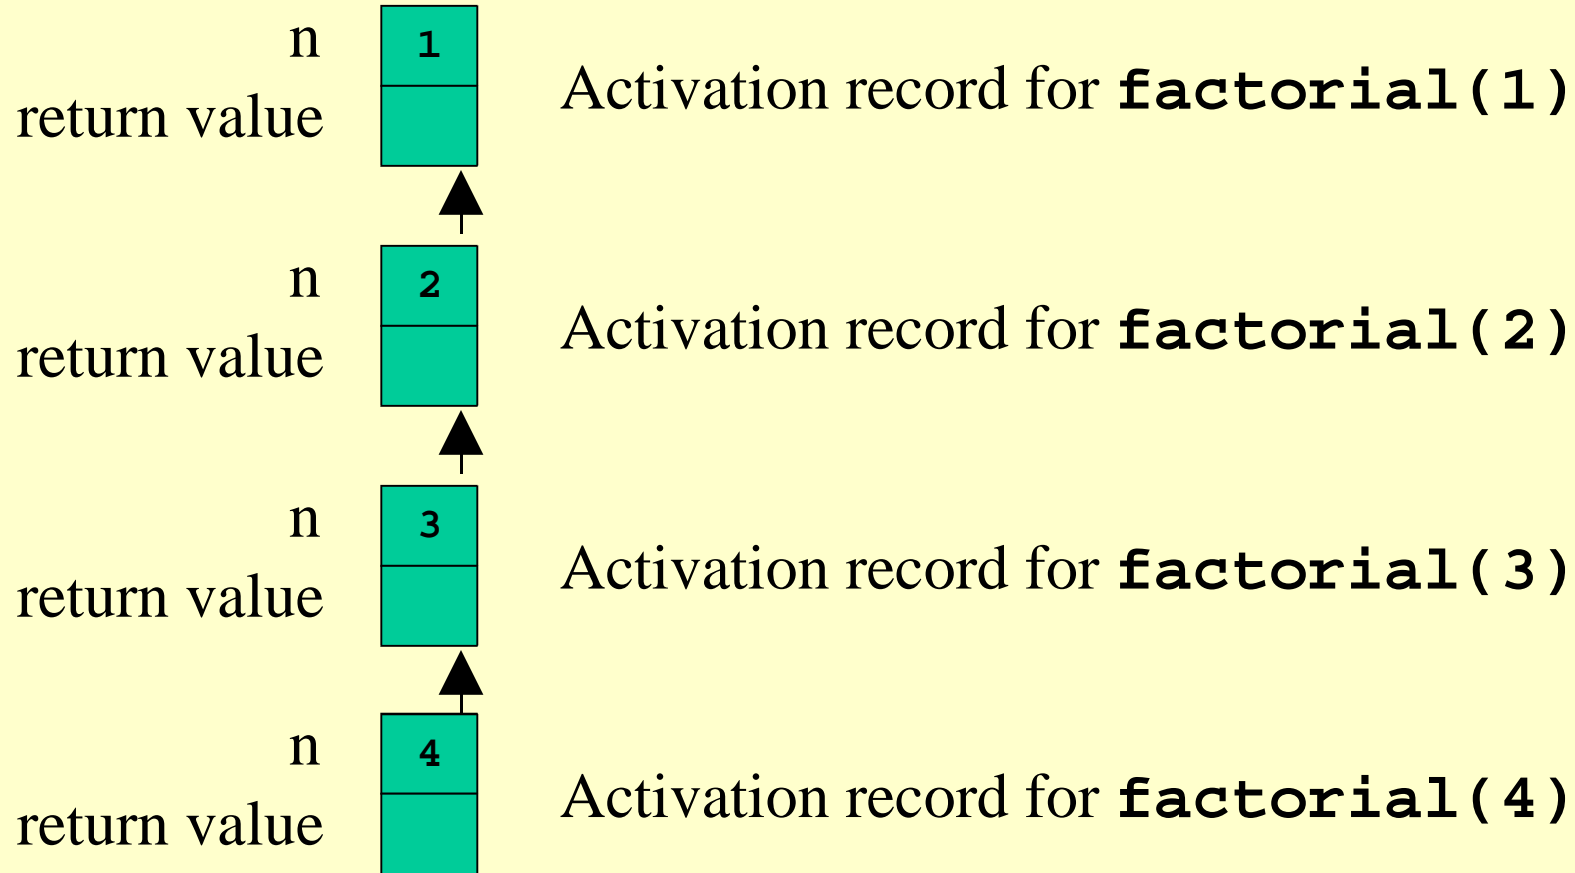 n 1
Activation record for factorial(1)
return value
n 2
Activation record for factorial(2)
return value
n 3
Activation record for factorial(3)
return value
n 4
Activation record for factorial(4)
return value